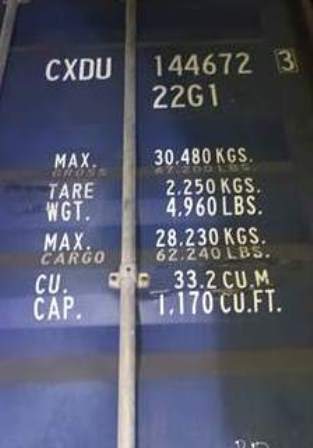 CXDU 144672 3
22G1
MAX. 30.480 KGS.
GROSS 67.200 LBS.
TARE 2.250 KGS.
WGT. 4.960 LBS.
MAX. 28.230 KGS.
CARGO 62.240 LBS.
CU. 33.2 CU.M
CAP. 1.170 CU.FT.